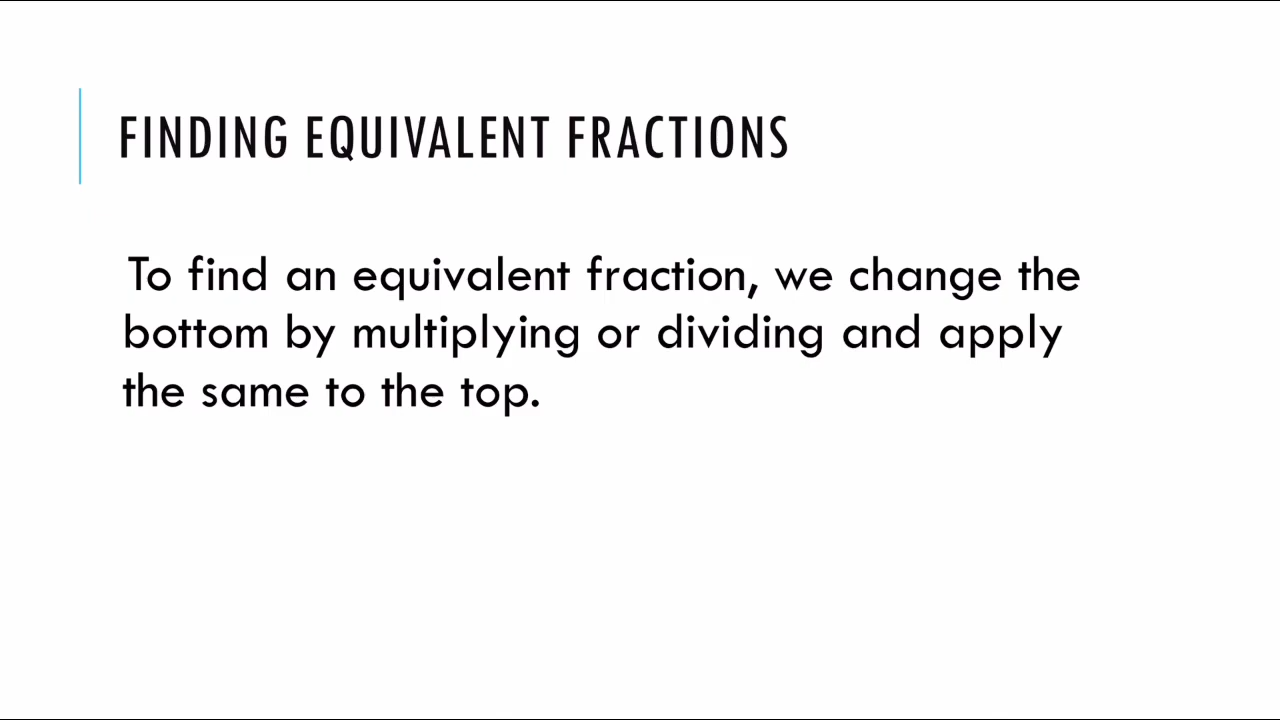 FINDING EQUIVALENT FRACTIONS
To find an equivalent fraction, we change the
bottom by multiplying or dividing and apply
the same to the top.